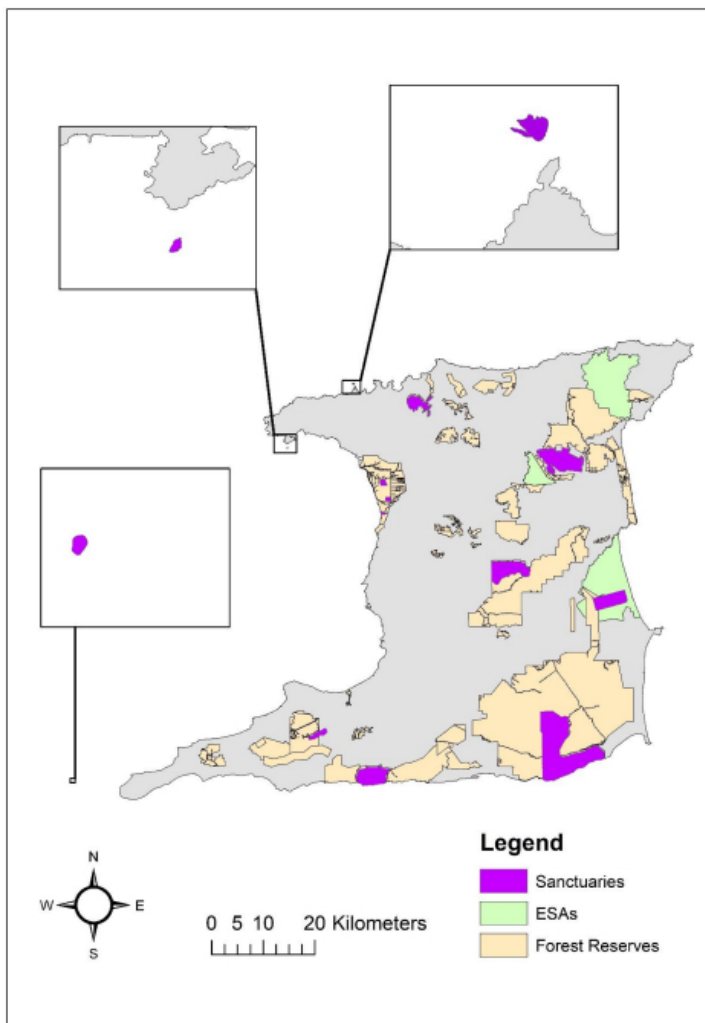 Legend
Sanctuaries
ESAs
Forest Reserves
N
W E
S
0 5 10 20 Kilometers